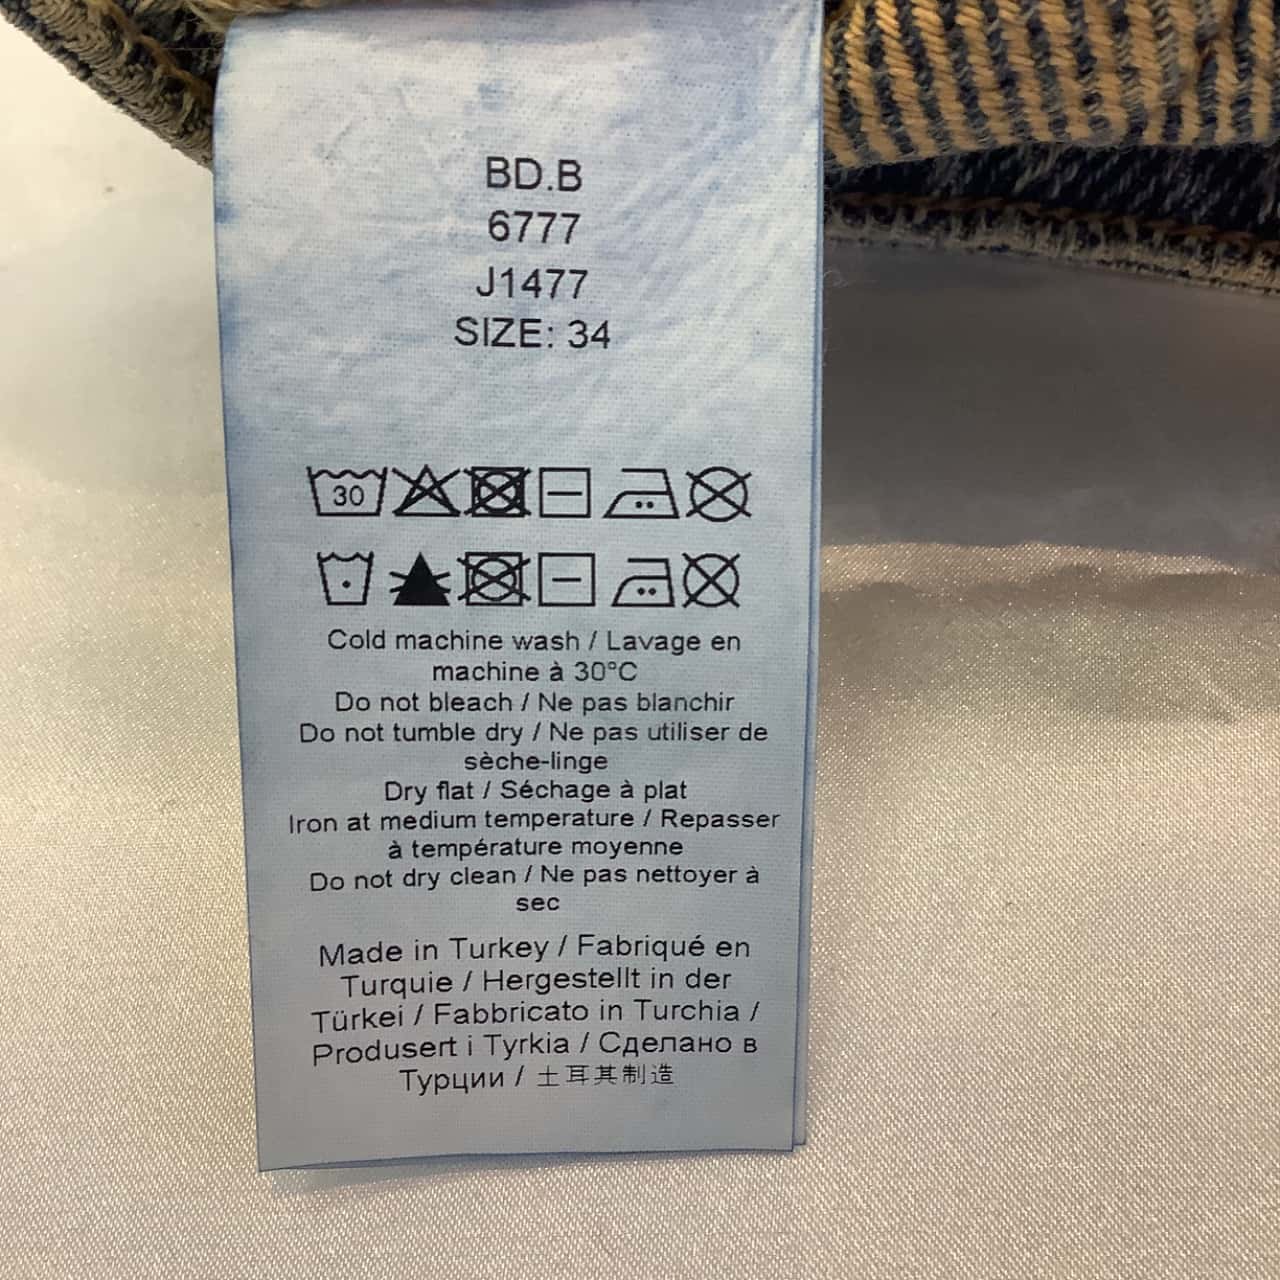 BD.B
6777
J1477
SIZE: 34
30
Cold machine wash / Lavage en
machine à 30°C
Do not bleach / Ne pas blanchir
Do not tumble dry / Ne pas utiliser de
sèche-linge
Dry flat / Séchage à plat
Iron at medium temperature / Repasser
à température moyenne
Do not dry clean / Ne pas nettoyer à
sec
Made in Turkey / Fabriqué en
Turquie / Hergestellt in der
Türkei / Fabbricato in Turchia /
Produsert i Tyrkia / Сделано в
Турции / 土耳其制造